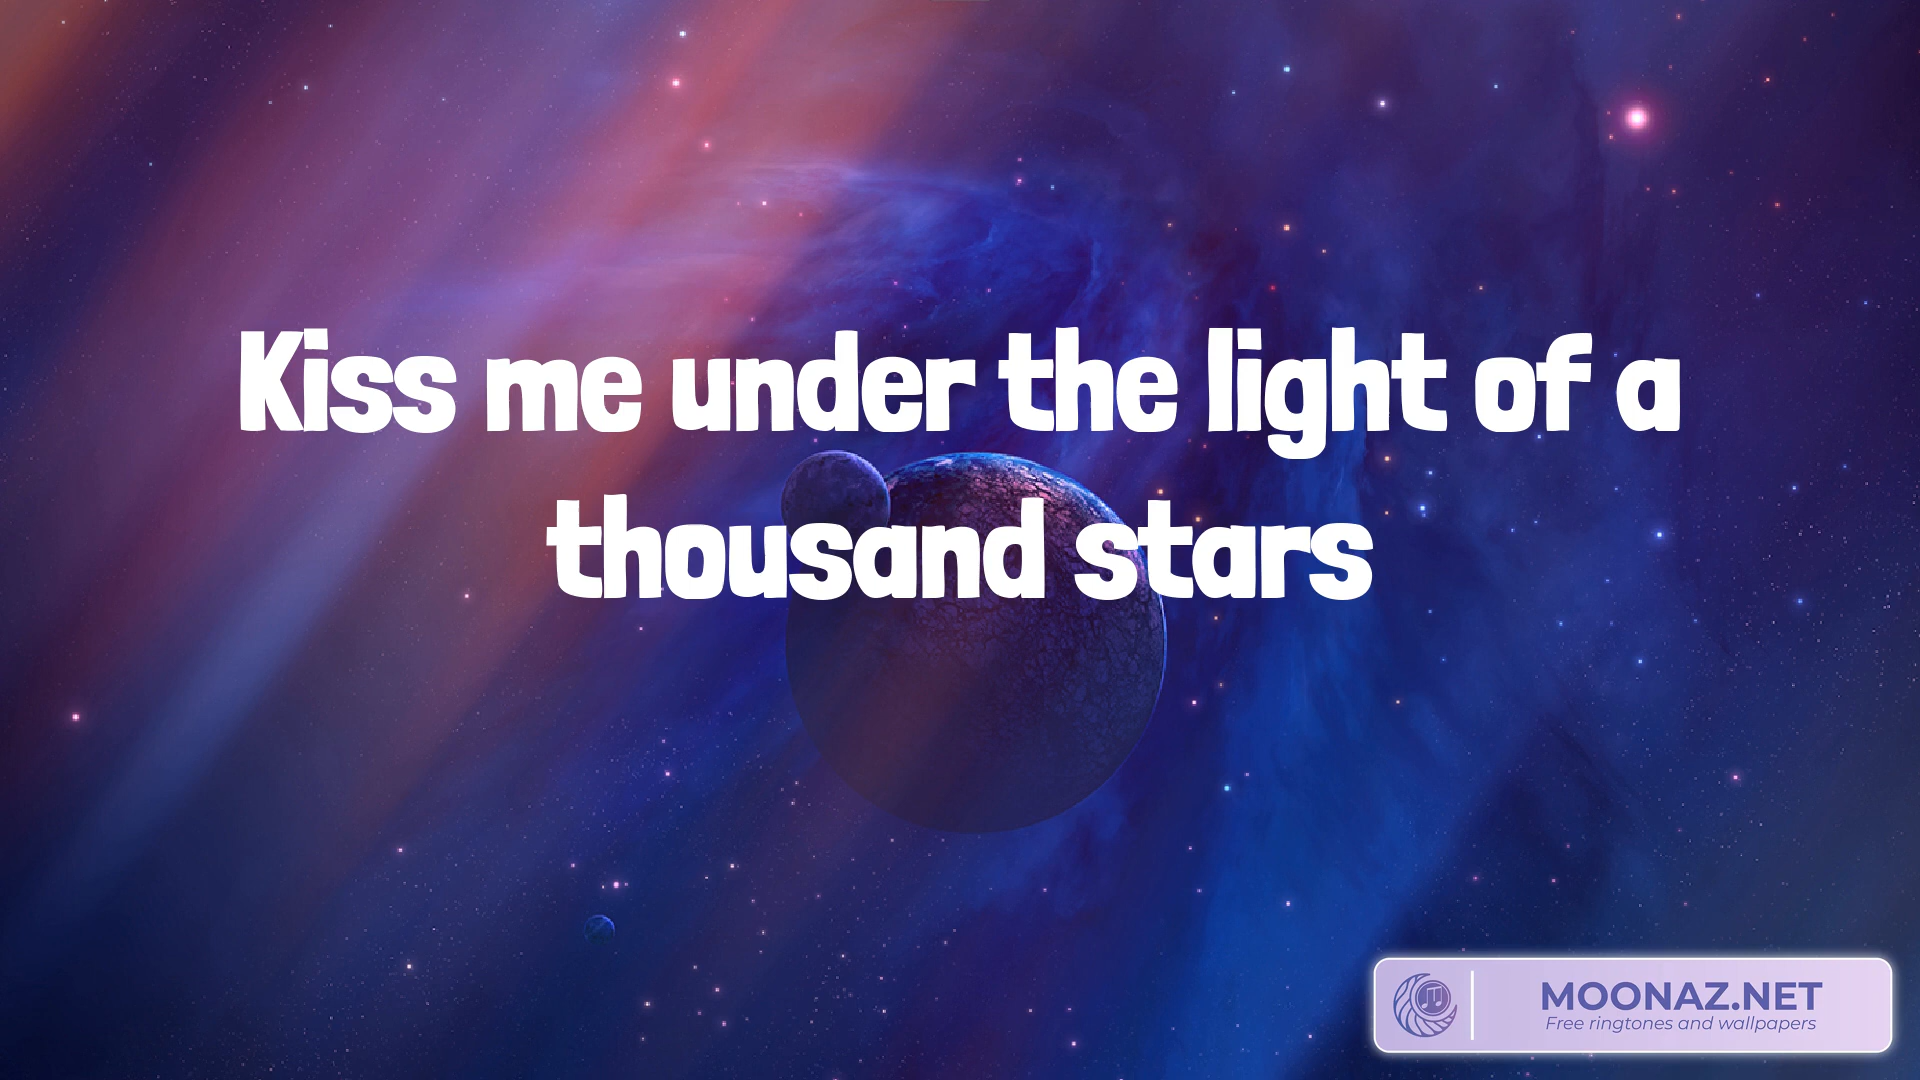 Kiss me under the light of a
thousand stars
MOONAZ.NET
Free ringtones and wallpapers